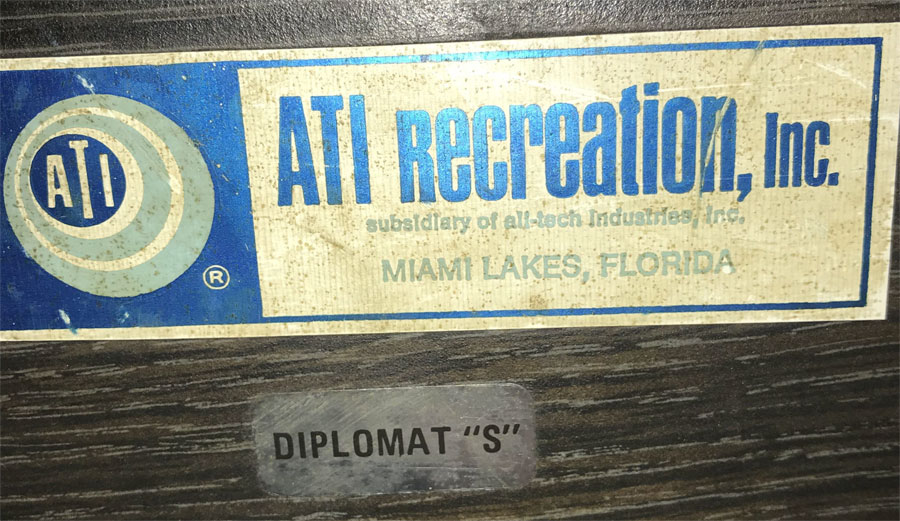 ATI
®
ATI Recreation, Inc.
subsidiary of all-tech industries, inc.
MIAMI LAKES, FLORIDA
DIPLOMAT "S"